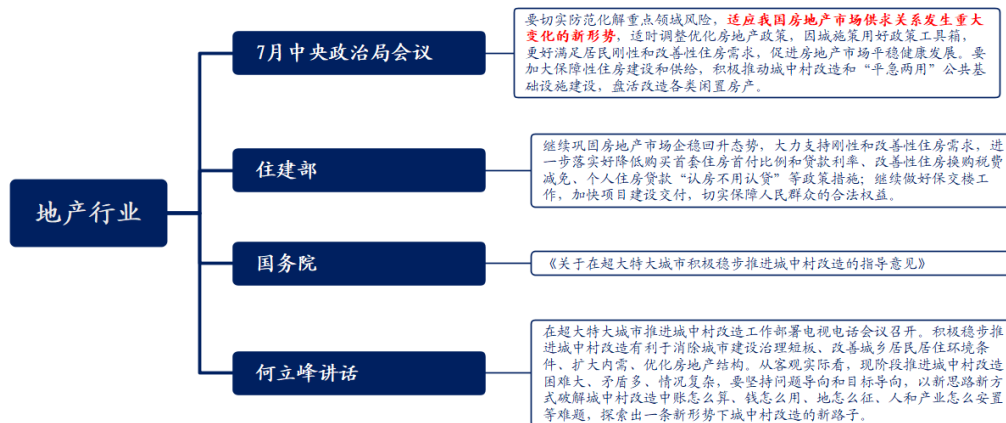 地产行业
7月中央政治局会议
要切实防范化解重点领域风险，适应我国房地产市场供求关系发生重大
变化的新形势，适时调整优化房地产政策，因城施策用好政策工具箱，
更好满足居民刚性和改善性住房需求，促进房地产市场平稳健康发展。要
加大保障性住房建设和供给，积极推动城中村改造和“平急两用”公共基
础设施建设，盘活改造各类闲置房产。
住建部
继续巩固房地产市场企稳回升态势，大力支持刚性和改善性住房需求，进
一步落实好降低购买首套住房首付比例和贷款利率、改善性住房换购税费
减免、个人住房贷款“认房不用认贷”等政策措施；继续做好保交楼工
作，加快项目建设交付，切实保障人民群众的合法权益。
国务院
《关于在超大特大城市积极稳步推进城中村改造的指导意见》
何立峰讲话
在超大特大城市推进城中村改造工作部署电视电话会议召开。积极稳步推
进城中村改造有利于消除城市建设治理短板、改善城乡居民居住环境条
件、扩大内需、优化房地产结构。从客观实际看，现阶段推进城中村改造
困难大、矛盾多、情况复杂，要坚持问题导向和目标导向，以新思路新方
式破解城中村改造中账怎么算、钱怎么用、地怎么征、人和产业怎么安置
等难题，探索出一条新形势下城中村改造的新路子。